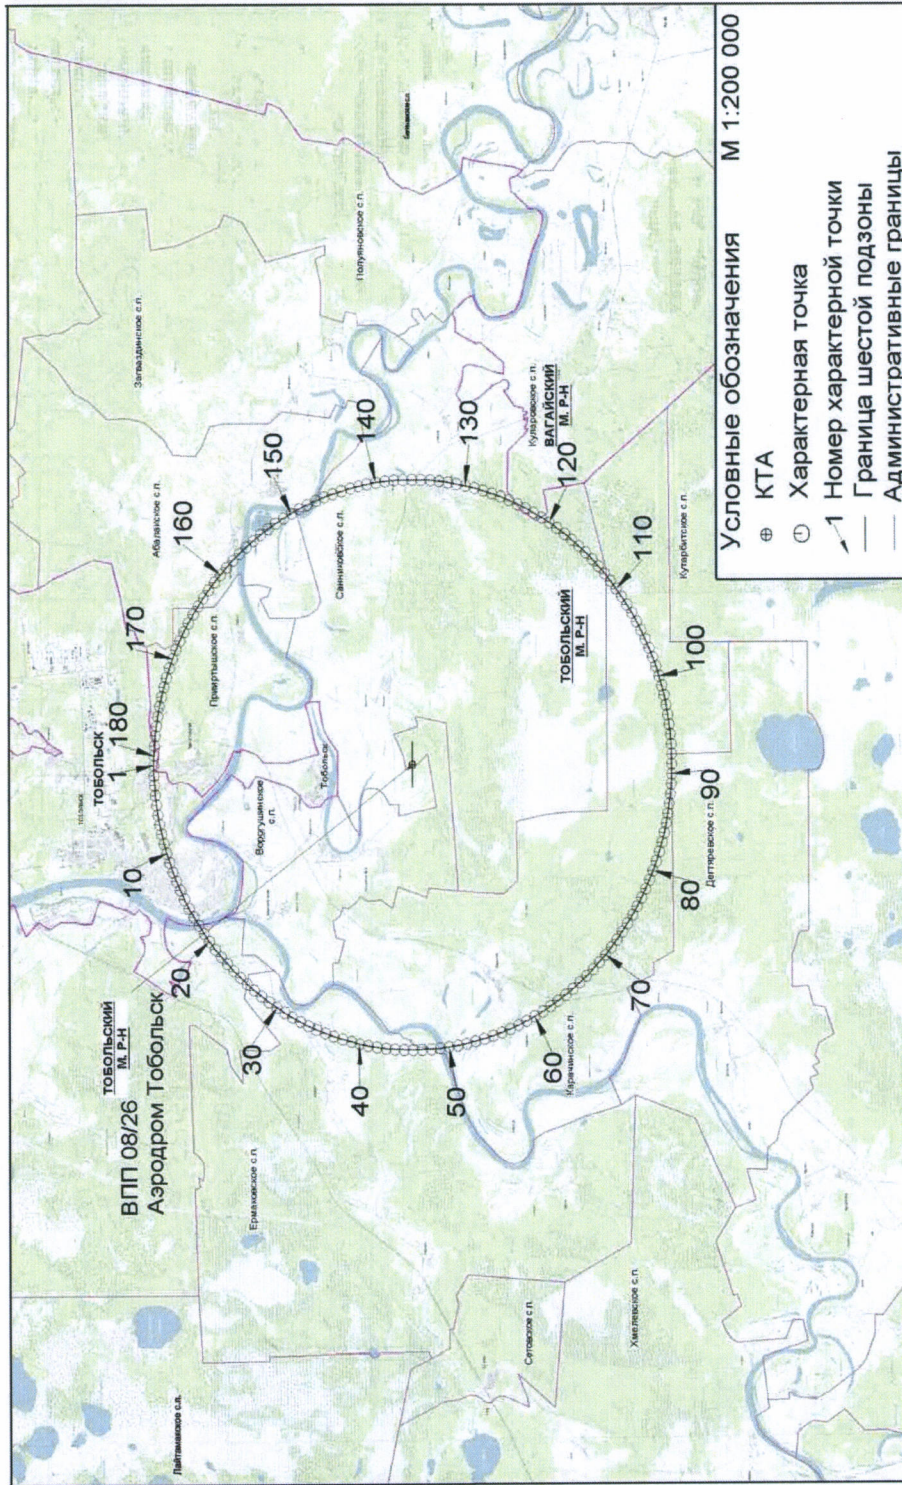 ВПП 08/26
Аэродром Тобольск
ТОБОЛЬСКИЙ
М. Р-Н
Лайтамакское с.п.
Ермаковское с.п.
Сетовское с.п.
Хмелевское с.п.
Карачинское с.п.
Дегтяревское с.п.
ТОБОЛЬСК
Ворогушинское
с.п.
Тобольск
Прииртышское с.п.
Абалакское с.п.
Загваздинское с.п.
Полуяновское с.п.
Санниковское с.п.
ТОБОЛЬСКИЙ
М. Р-Н
Куларовское с.п.
ВАГАЙСКИЙ
М. Р-Н
Кутарбитское с.п.
1
10
20
30
40
50
60
70
80
90
100
110
120
130
140
150
160
170
180
Условные обозначения М 1:200 000
КТА
Характерная точка
1 Номер характерной точки
Граница шестой подзоны
Административные границы